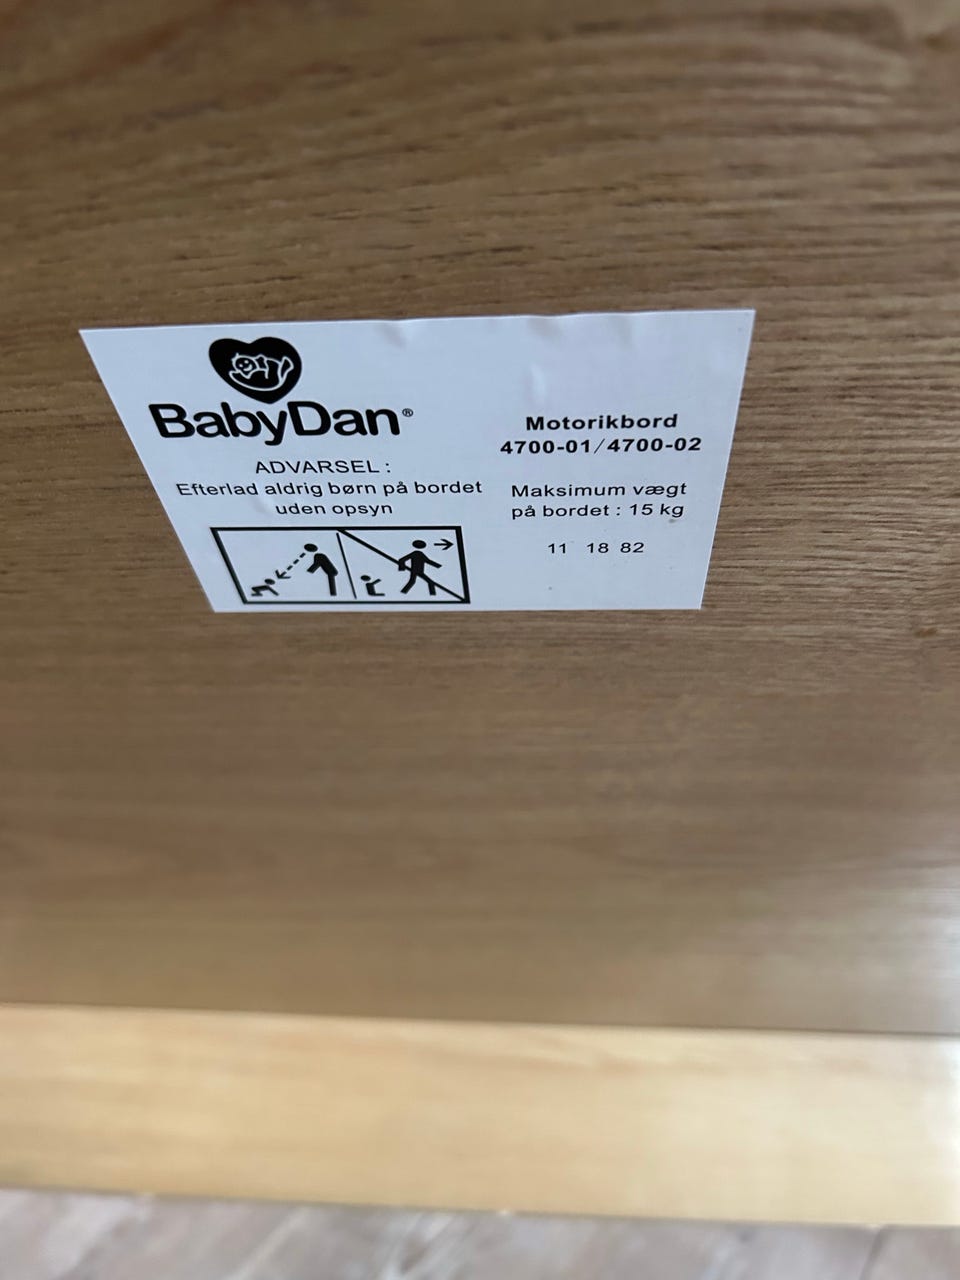 BabyDan®
ADVARSEL :
Efterlad aldrig børn på bordet
uden opsyn
Motorikbord
4700-01/4700-02
Maksimum vægt
på bordet : 15 kg
11 18 82